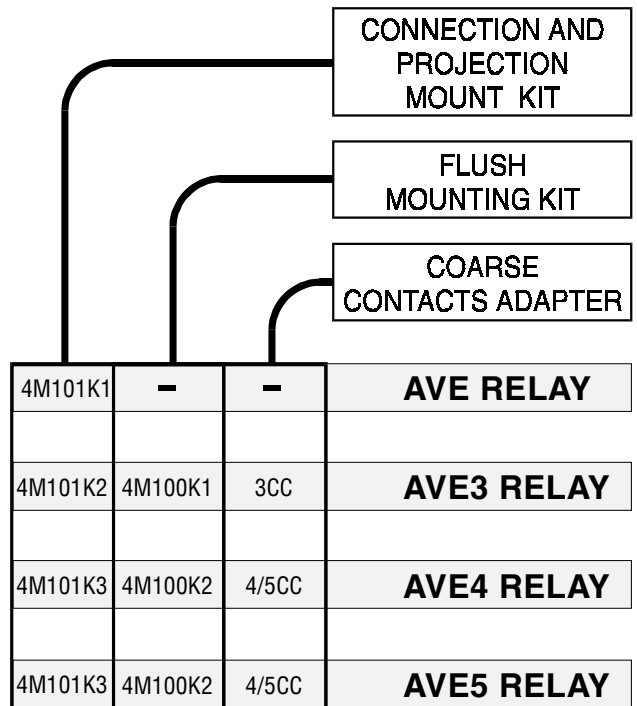 CONNECTION AND
PROJECTION
MOUNT KIT
FLUSH
MOUNTING KIT
COARSE
CONTACTS ADAPTER
4M101K1 - - AVE RELAY
4M101K2 4M100K1 3CC AVE3 RELAY
4M101K3 4M100K2 4/5CC AVE4 RELAY
4M101K3 4M100K2 4/5CC AVE5 RELAY